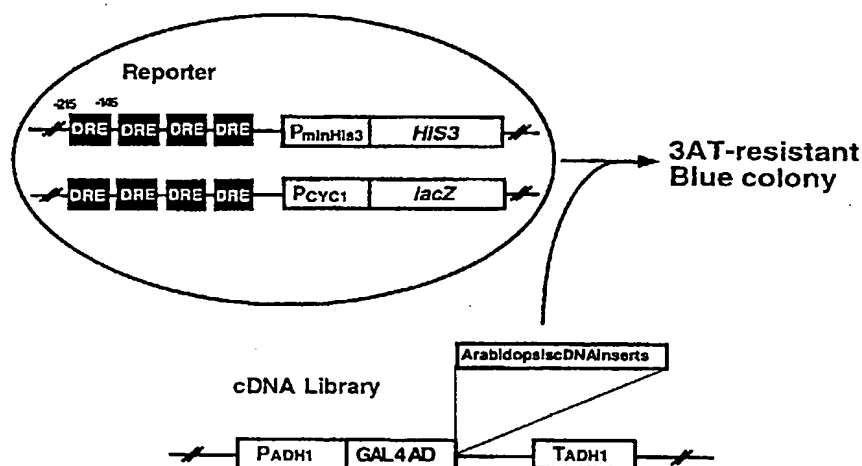 Reporter
-215 -145
DRE DRE DRE DRE PminHis3 HIS3
DRE DRE DRE DRE PCYC1 lacZ
3AT-resistant
Blue colony
ArabidopsiscDNAinserts
cDNA Library
PADH1 GAL4AD TADH1